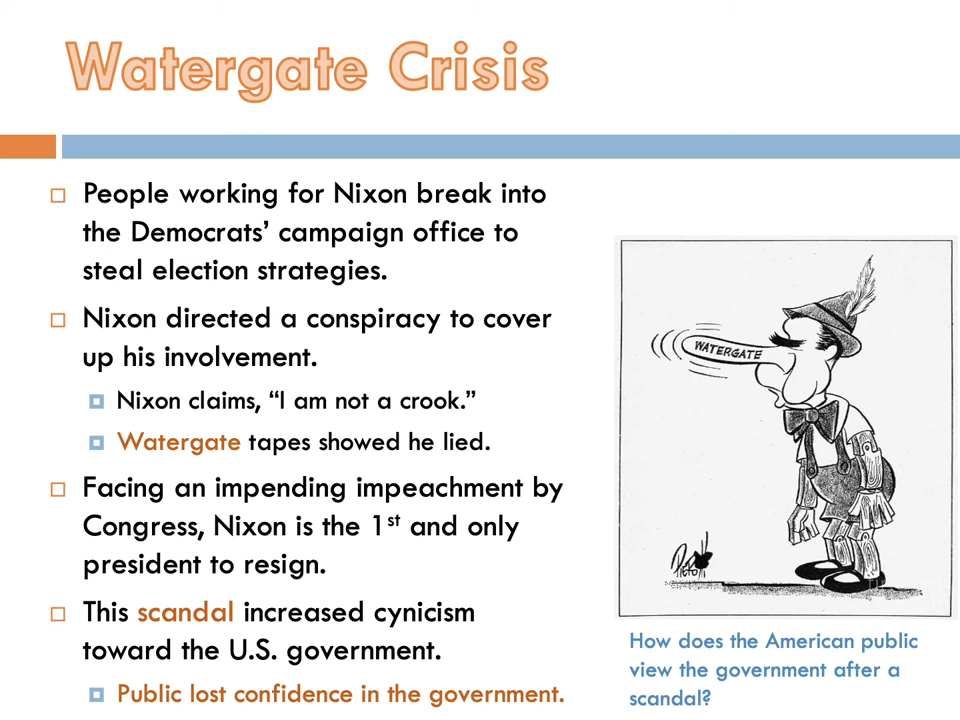 Watergate Crisis
People working for Nixon break into
the Democrats’ campaign office to
steal election strategies.
Nixon directed a conspiracy to cover
up his involvement.
Nixon claims, “I am not a crook.”
Watergate tapes showed he lied.
Facing an impending impeachment by
Congress, Nixon is the 1st and only
president to resign.
This scandal increased cynicism
toward the U.S. government.
Public lost confidence in the government.
WATERGATE
How does the American public
view the government after a
scandal?